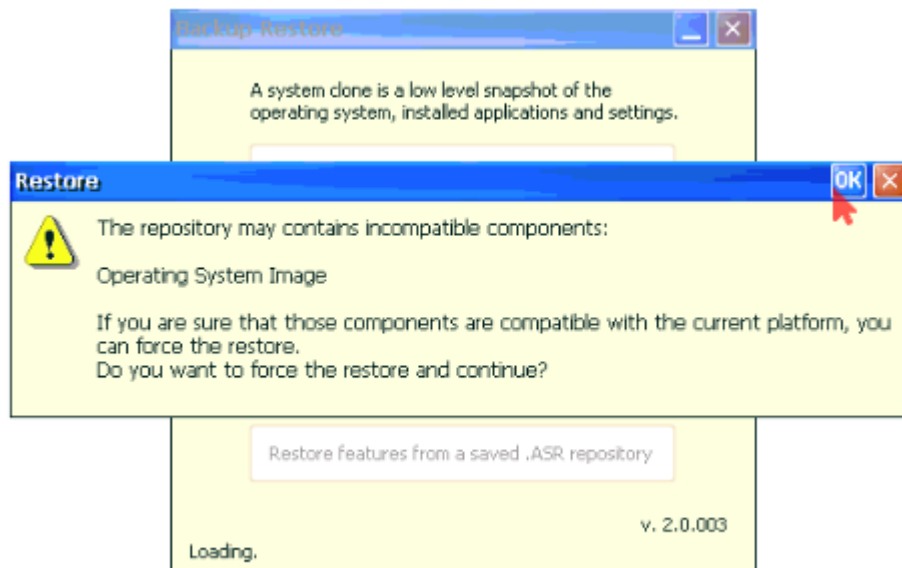 Backup Restore
A system clone is a low level snapshot of the
operating system, installed applications and settings.
Restore
OK
The repository may contains incompatible components:
Operating System Image
If you are sure that those components are compatible with the current platform, you
can force the restore.
Do you want to force the restore and continue?
Restore features from a saved .ASR repository
v. 2.0.003
Loading.